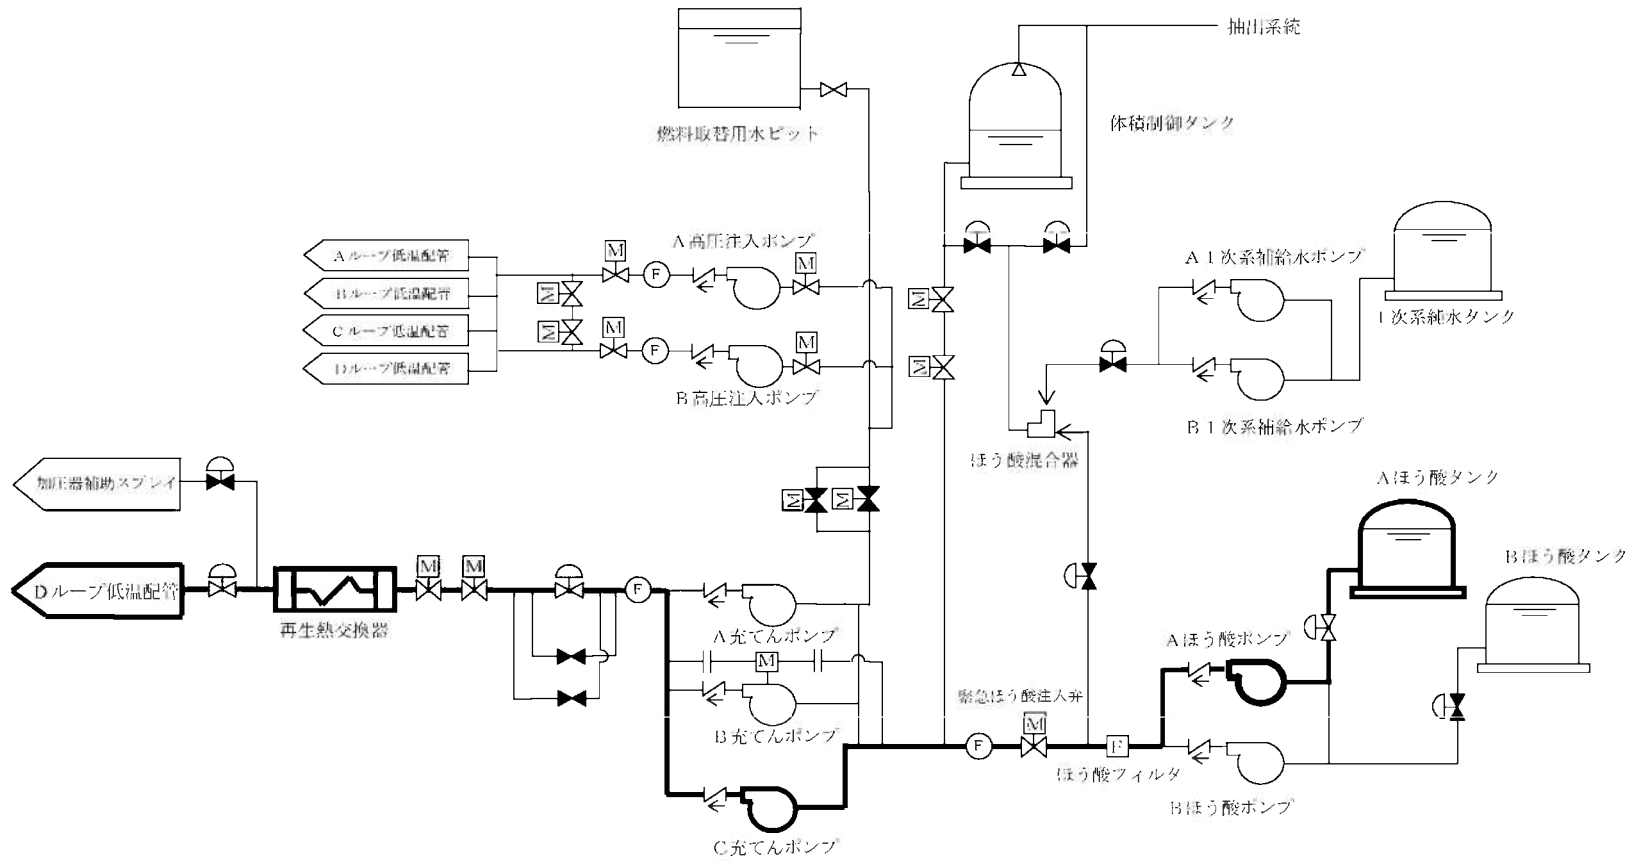 抽出系統
燃料取替用水ピット
体積制御タンク
A高圧注入ポンプ
M
M
Aループ低温配管
F
A1次系補給水ポンプ
Bループ低温配管
M
M
1次系純水タンク
Cループ低温配管
M
M
M
F
Dループ低温配管
M
B高圧注入ポンプ
B1次系補給水ポンプ
ほう酸混合器
加圧器補助スプレイ
M
M
Aほう酸タンク
Bほう酸タンク
M
M
Dループ低温配管
F
再生熱交換器
A充てんポンプ
Aほう酸ポンプ
M
緊急ほう酸注入弁
M
B充てんポンプ
F
F
ほう酸フィルタ
Bほう酸ポンプ
C充てんポンプ